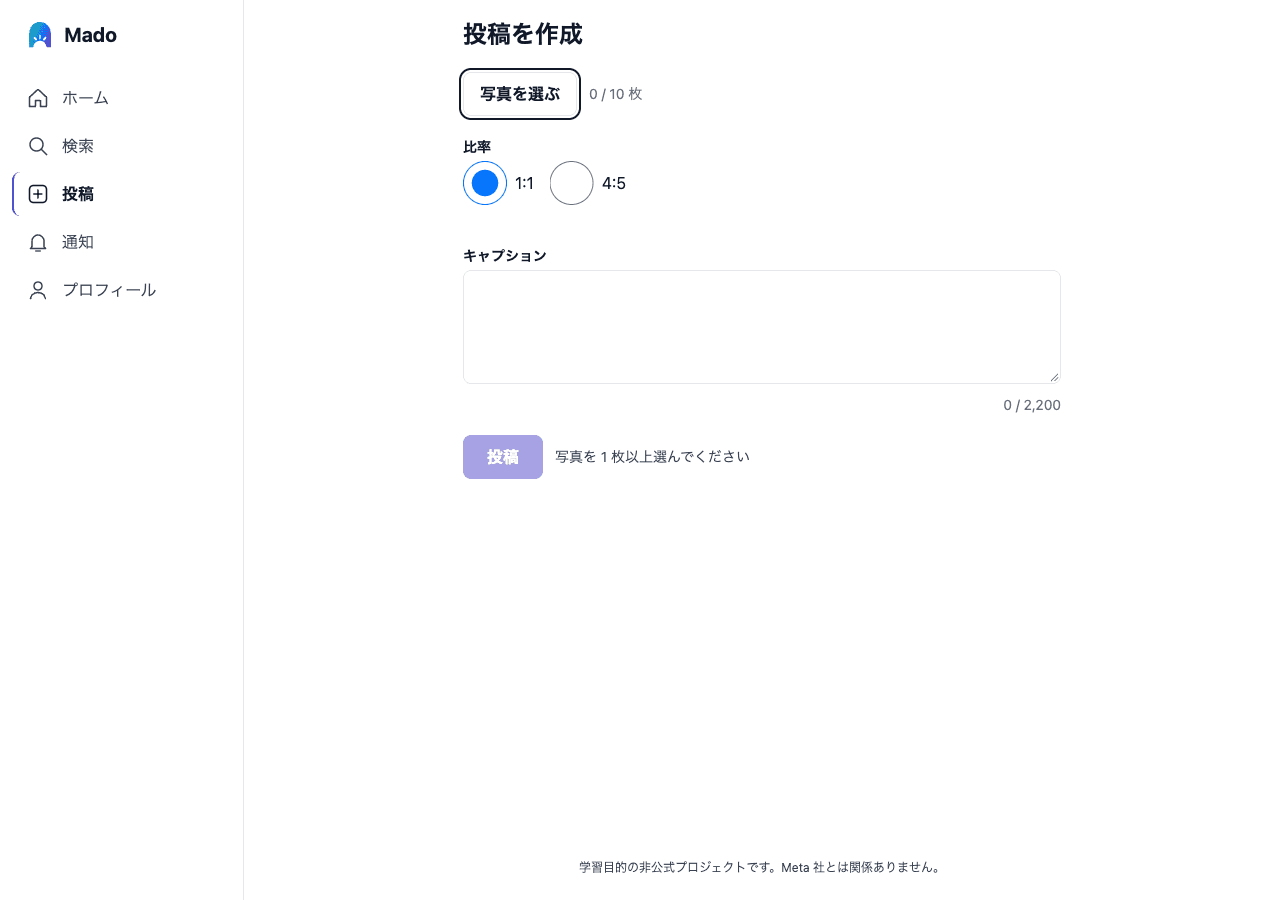 Mado
ホーム
検索
投稿
通知
プロフィール
投稿を作成
写真を選ぶ 0 / 10 枚
比率
1:1 4:5
キャプション
0 / 2,200
投稿 写真を 1 枚以上選んでください
学習目的の非公式プロジェクトです。Meta 社とは関係ありません。